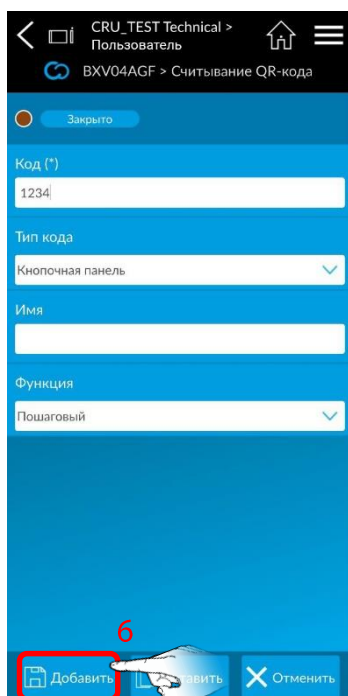 CRU_TEST Technical >
Пользователь
BXV04AGF > Считывание QR-кода
Закрыто
Код (*)
1234
Тип кода
Кнопочная панель
Имя
Функция
Пошаговый
6
Добавить
Отменить